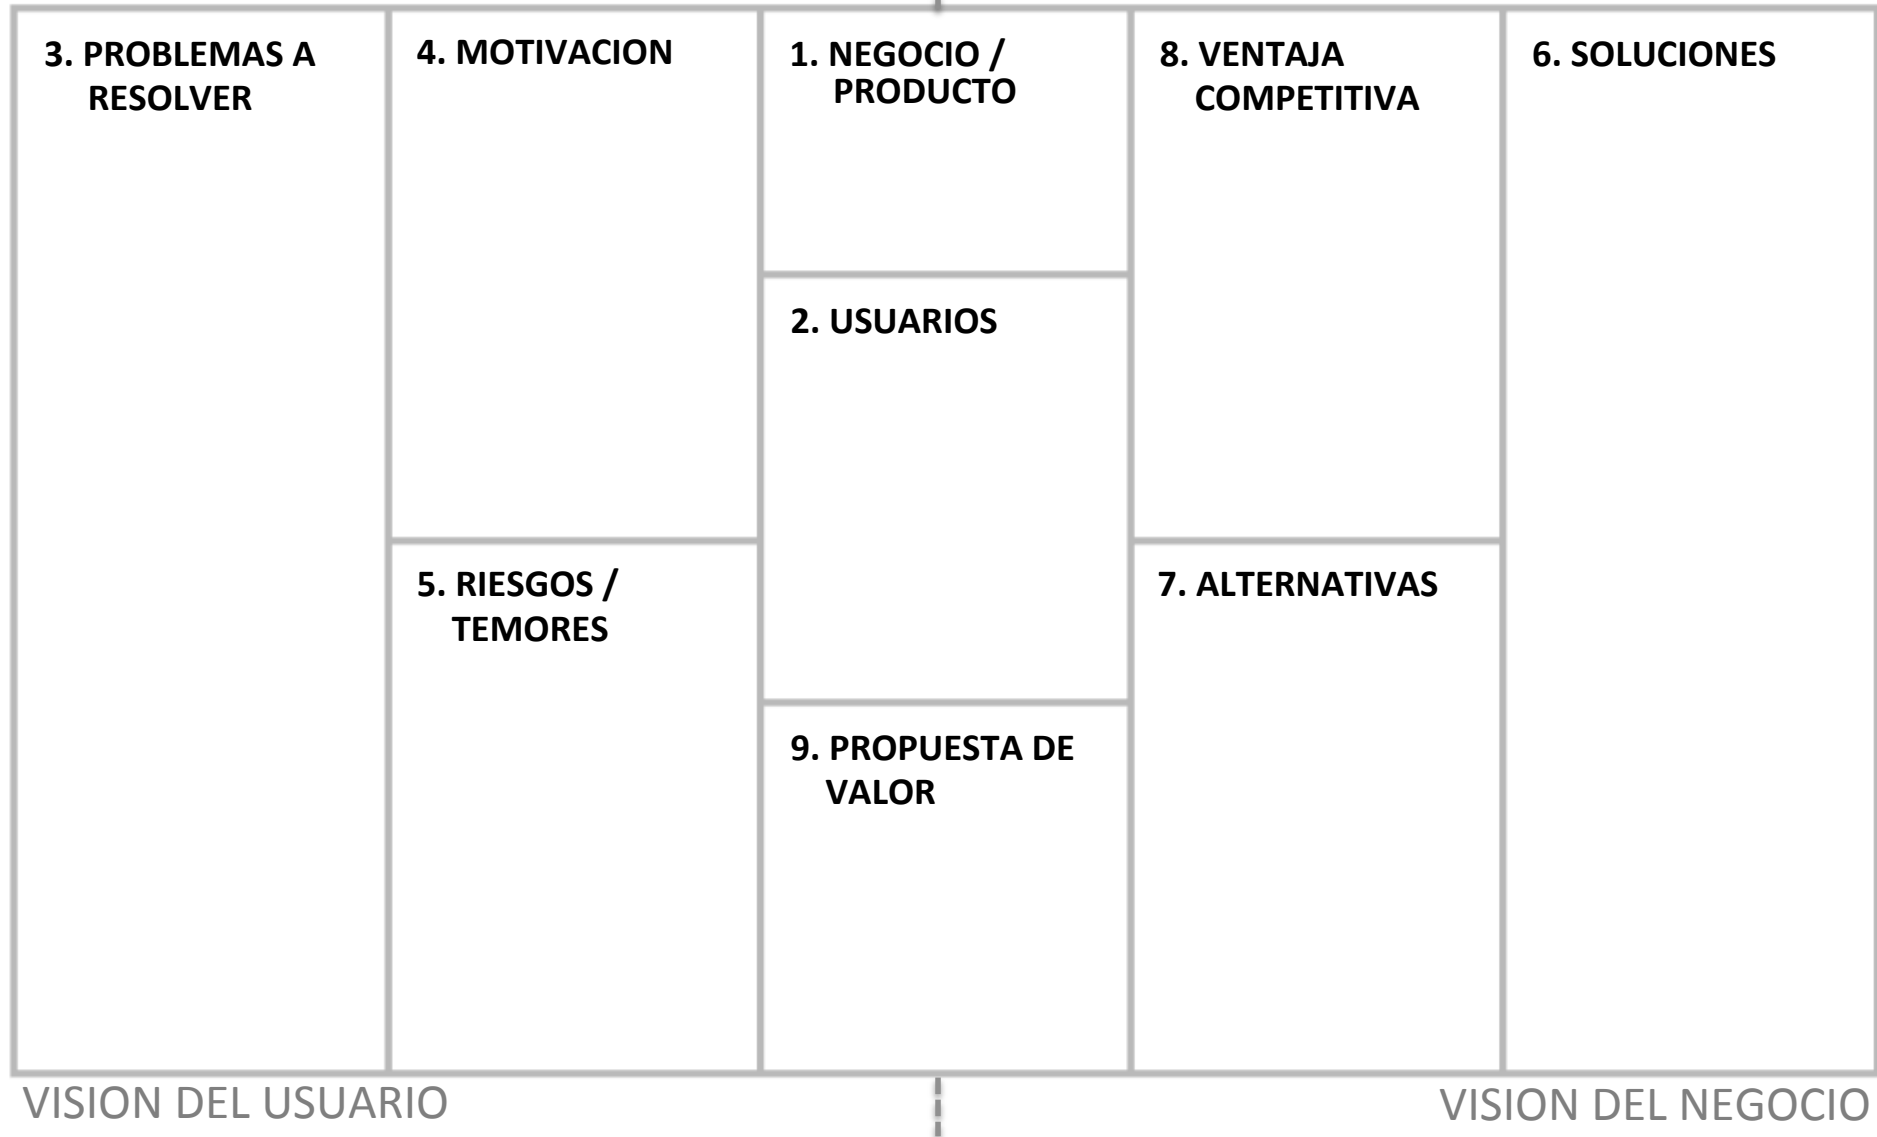 3. PROBLEMAS A
RESOLVER
4. MOTIVACION
5. RIESGOS /
TEMORES
1. NEGOCIO /
PRODUCTO
2. USUARIOS
9. PROPUESTA DE
VALOR
8. VENTAJA
COMPETITIVA
7. ALTERNATIVAS
6. SOLUCIONES
VISION DEL USUARIO
VISION DEL NEGOCIO